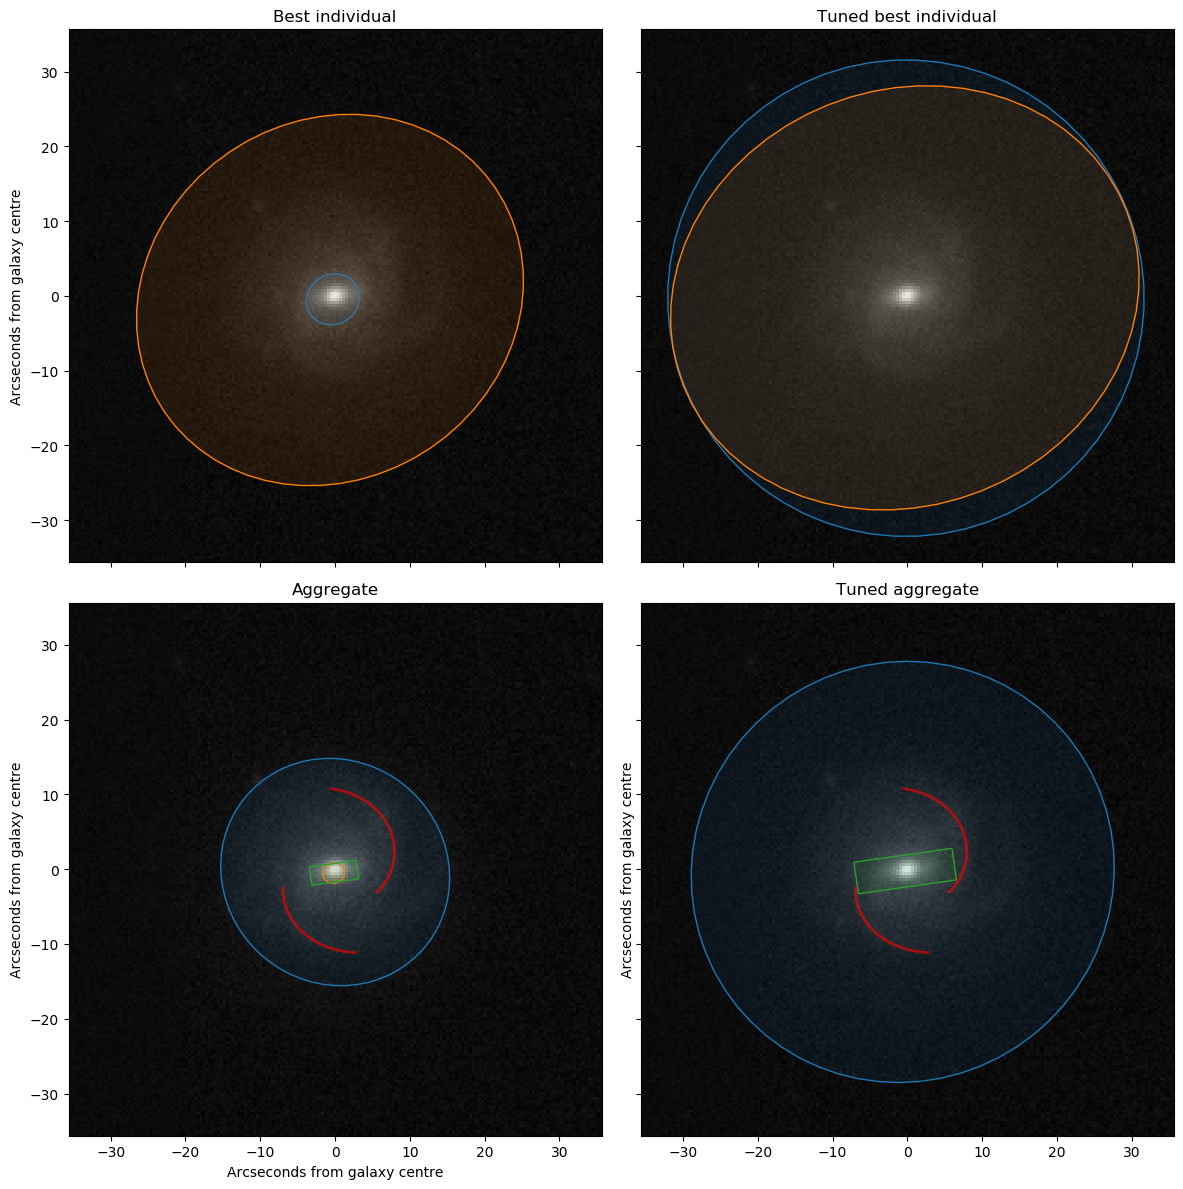 Best individual
Tuned best individual
30
20
10
0
−10
−20
−30
Arcseconds from galaxy centre
Aggregate
Tuned aggregate
30
20
10
0
−10
−20
−30
Arcseconds from galaxy centre
Arcseconds from galaxy centre
−30 −20 −10 0 10 20 30
−30 −20 −10 0 10 20 30
Arcseconds from galaxy centre